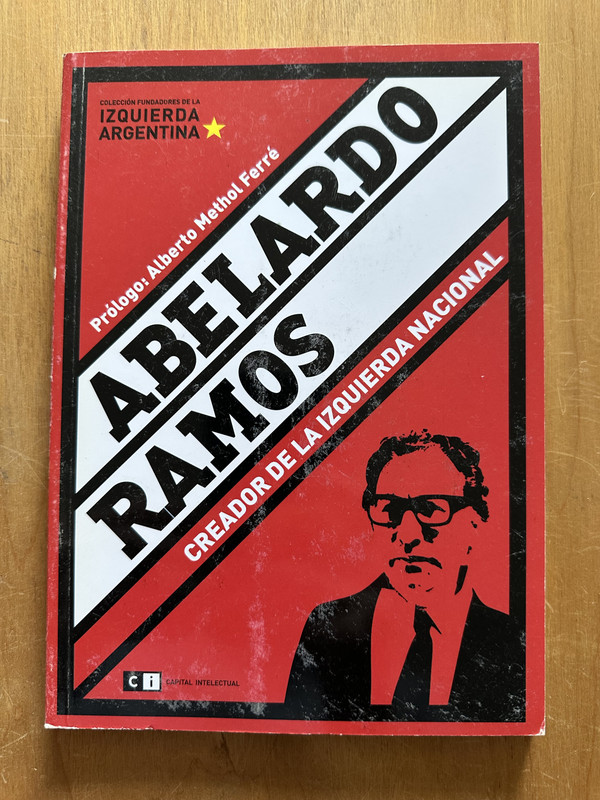 COLECCIÓN FUNDADORES DE LA
IZQUIERDA
ARGENTINA
Prólogo: Alberto Methol Ferré
ABELARDO
RAMOS
CREADOR DE LA IZQUIERDA NACIONAL
ci CAPITAL INTELECTUAL